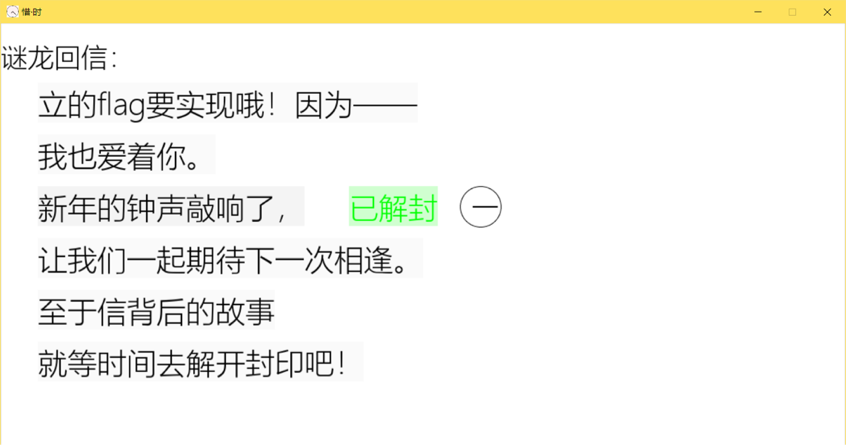 惜·时
谜龙回信：
立的flag要实现哦！因为——
我也爱着你。
新年的钟声敲响了， 已解封
让我们一起期待下一次相逢。
至于信背后的故事
就等时间去解开封印吧！